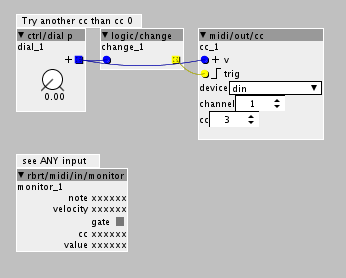 Try another cc than cc 0
ctrl/dial p
dial_1
+
0.00
logic/change
change_1
midi/out/cc
cc_1
+ v
trig
device din
channel 1
cc 3
see ANY input
rbrt/midi/in/monitor
monitor_1
note xxxxxx
velocity xxxxxx
gate
cc xxxxxx
value xxxxxx